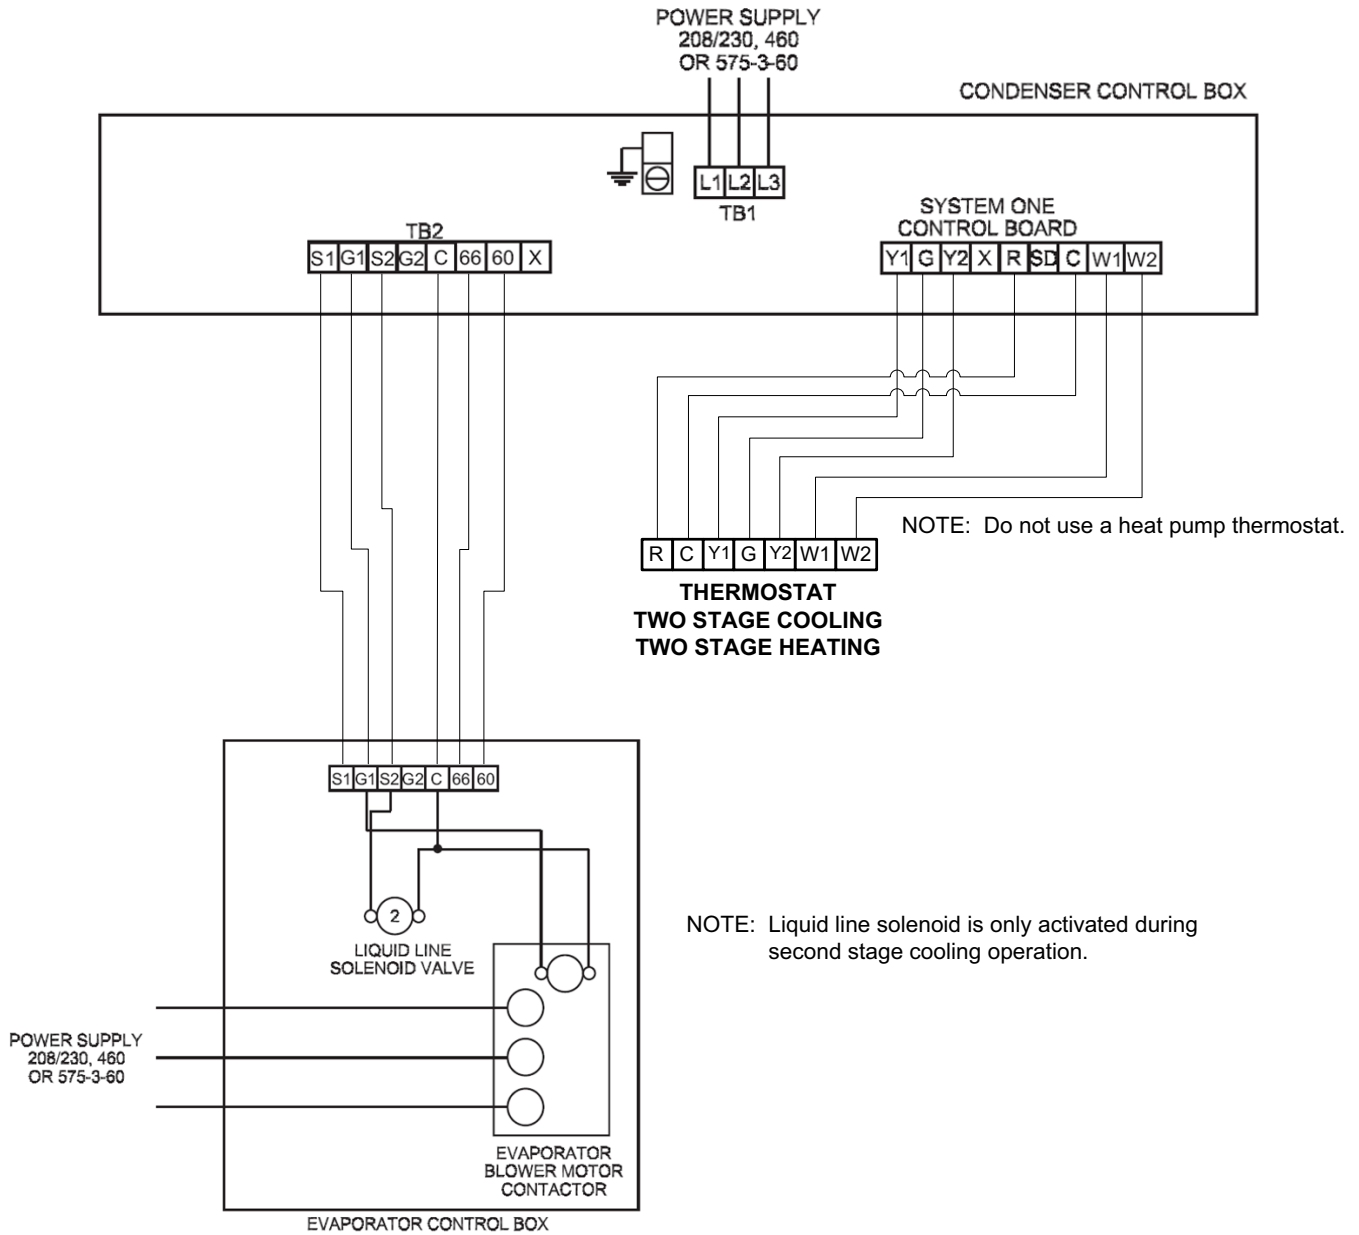 POWER SUPPLY
208/230, 460
OR 575-3-60
CONDENSER CONTROL BOX
L1 L2 L3
TB1
SYSTEM ONE
CONTROL BOARD
TB2
S1 G1 S2 G2 C 66 60 X
Y1 G Y2 X R SD C W1 W2
NOTE: Do not use a heat pump thermostat.
R C Y1 G Y2 W1 W2
THERMOSTAT
TWO STAGE COOLING
TWO STAGE HEATING
S1 G1 S2 G2 C 66 60
2
LIQUID LINE
SOLENOID VALVE
NOTE: Liquid line solenoid is only activated during
second stage cooling operation.
POWER SUPPLY
208/230, 460
OR 575-3-60
EVAPORATOR
BLOWER MOTOR
CONTACTOR
EVAPORATOR CONTROL BOX